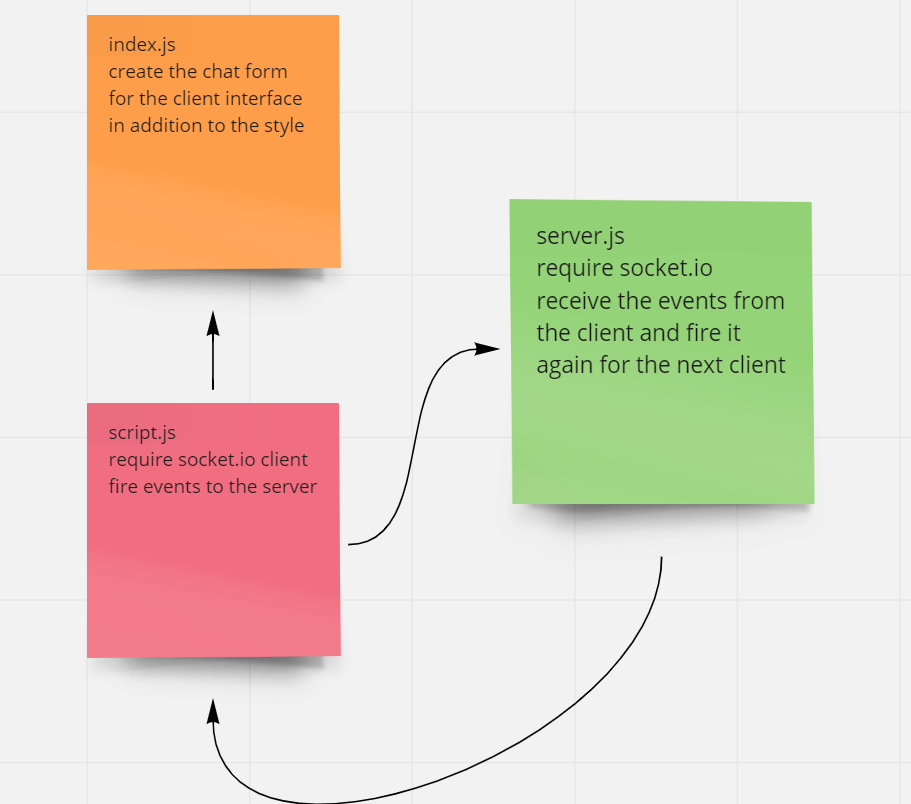 index.js
create the chat form
for the client interface
in addition to the style
server.js
require socket.io
receive the events from
the client and fire it
again for the next client
script.js
require socket.io client
fire events to the server